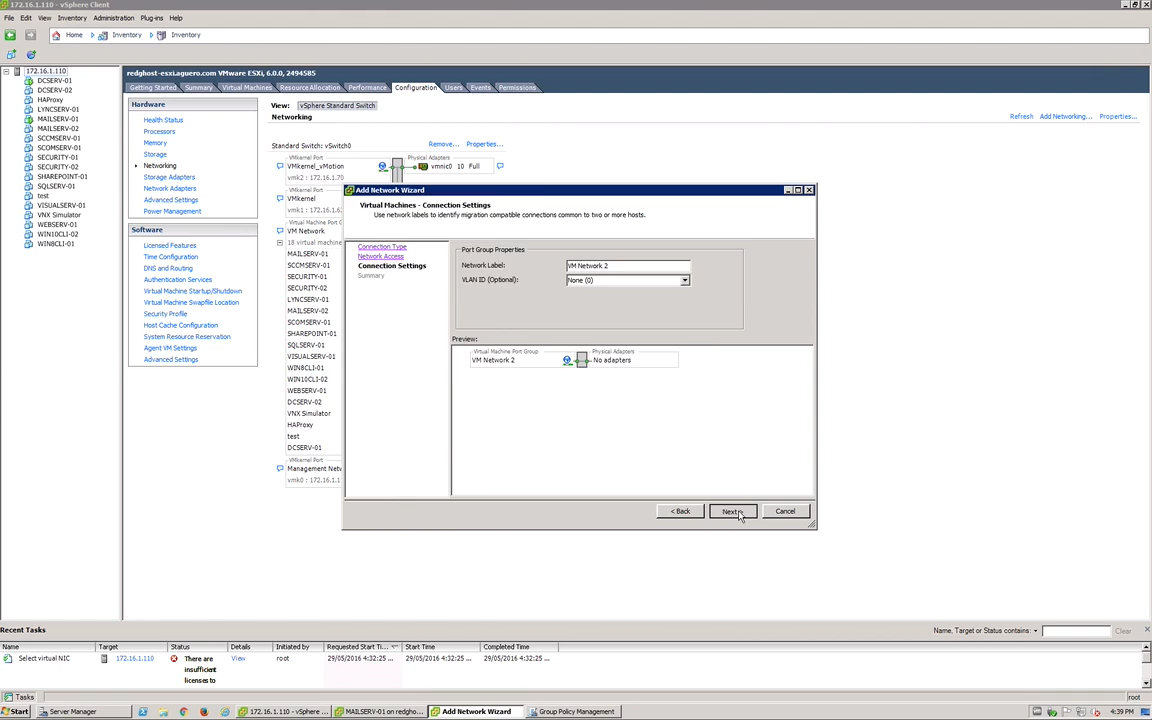 172.16.1.110 - vSphere Client
File Edit View Inventory Administration Plug-ins Help
Home Inventory Inventory
172.16.1.110
DCSERV-01
DCSERV-02
HAProxy
LYNCSERV-01
MAILSERV-01
MAILSERV-02
SCCMSERV-01
SCOMSERV-01
SECURITY-01
SECURITY-02
SHAREPOINT-01
SQLSERV-01
test
VISUALSERV-01
VNX Simulator
WEBSERV-01
WIN10CLI-02
WIN8CLI-01
redghost-esxi.aguero.com VMware ESXi, 6.0.0, 2494585
Getting Started Summary Virtual Machines Resource Allocation Performance Configuration Users Events Permissions
Hardware
Health Status
Processors
Memory
Storage
Networking
Storage Adapters
Network Adapters
Advanced Settings
Power Management
Software
Licensed Features
Time Configuration
DNS and Routing
Authentication Services
Virtual Machine Startup/Shutdown
Virtual Machine Swapfile Location
Security Profile
Host Cache Configuration
System Resource Reservation
Agent VM Settings
Advanced Settings
View: vSphere Standard Switch
Networking
Refresh Add Networking... Properties...
Standard Switch: vSwitch0 Remove... Properties...
VMkernel Port
VMkernel_vMotion
vmk2 : 172.16.1.70
Physical Adapters
vmnic0 10 Full
VMkernel Port
VMkernel
vmk1 : 172.16.1.6
Virtual Machine Port G
VM Network
18 virtual machine
MAILSERV-01
SCCMSERV-01
SECURITY-01
SECURITY-02
LYNCSERV-01
MAILSERV-02
SCOMSERV-01
SHAREPOINT-01
SQLSERV-01
VISUALSERV-01
WIN8CLI-01
WIN10CLI-02
WEBSERV-01
DCSERV-02
VNX Simulator
HAProxy
test
DCSERV-01
VMkernel Port
Management Netw
vmk0 : 172.16.1.1
Add Network Wizard
Virtual Machines - Connection Settings
Use network labels to identify migration compatible connections common to two or more hosts.
Connection Type
Network Access
Connection Settings
Summary
Port Group Properties
Network Label: VM Network 2
VLAN ID (Optional): None (0)
Preview:
Virtual Machine Port Group
VM Network 2
Physical Adapters
No adapters
< Back Next > Cancel
Recent Tasks
Name, Target or Status contains: Clear
Name Target Status Details Initiated by Requested Start Ti... Start Time Completed Time
Select virtual NIC 172.16.1.110 There are insufficient licenses to View root 29/05/2016 4:32:25 ... 29/05/2016 4:32:25 ... 29/05/2016 4:32:25 ...
Tasks root
Start Server Manager 172.16.1.110 - vSphere ... MAILSERV-01 on redgho... Add Network Wizard Group Policy Management 4:39 PM